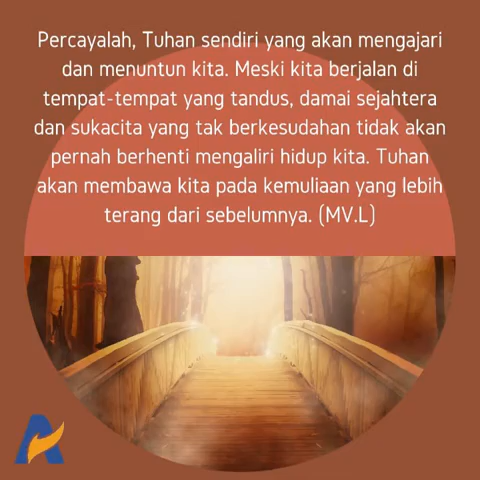 Percayalah, Tuhan sendiri yang akan mengajari
dan menuntun kita. Meski kita berjalan di
tempat-tempat yang tandus, damai sejahtera
dan sukacita yang tak berkesudahan tidak akan
pernah berhenti mengaliri hidup kita. Tuhan
akan membawa kita pada kemuliaan yang lebih
terang dari sebelumnya. (MV.L)